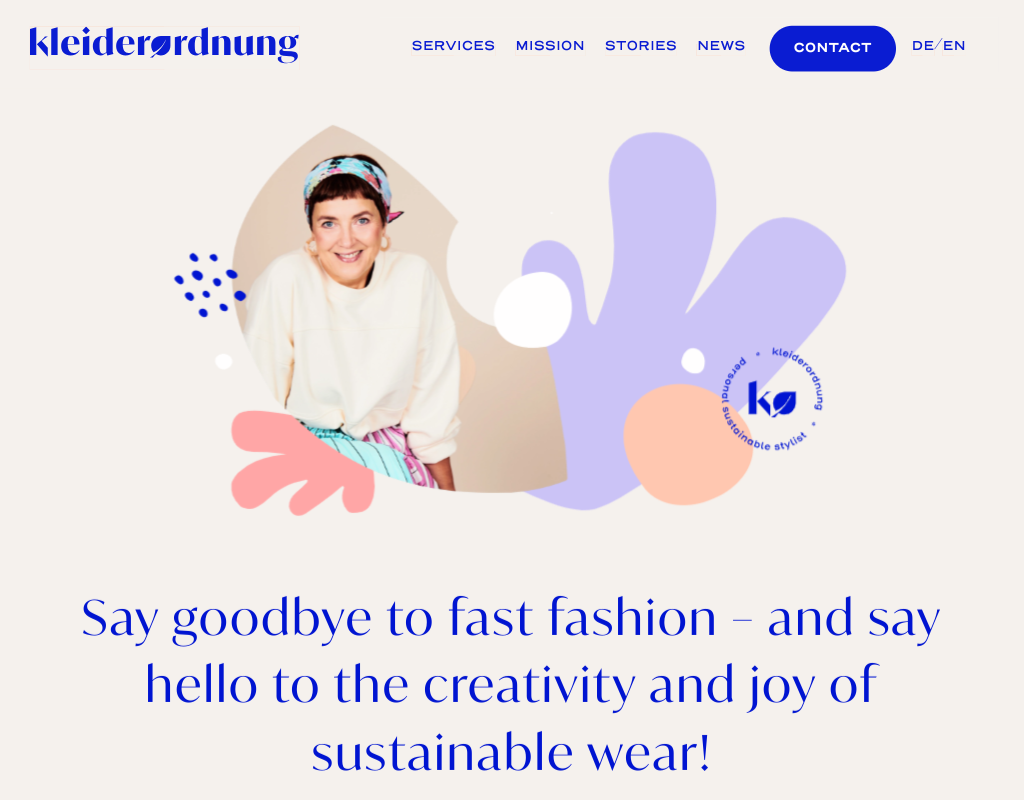 kleiderordnung
SERVICES MISSION STORIES NEWS CONTACT DE/EN
kleiderordnung • personal sustainable stylist •
kø
Say goodbye to fast fashion – and say
hello to the creativity and joy of
sustainable wear!